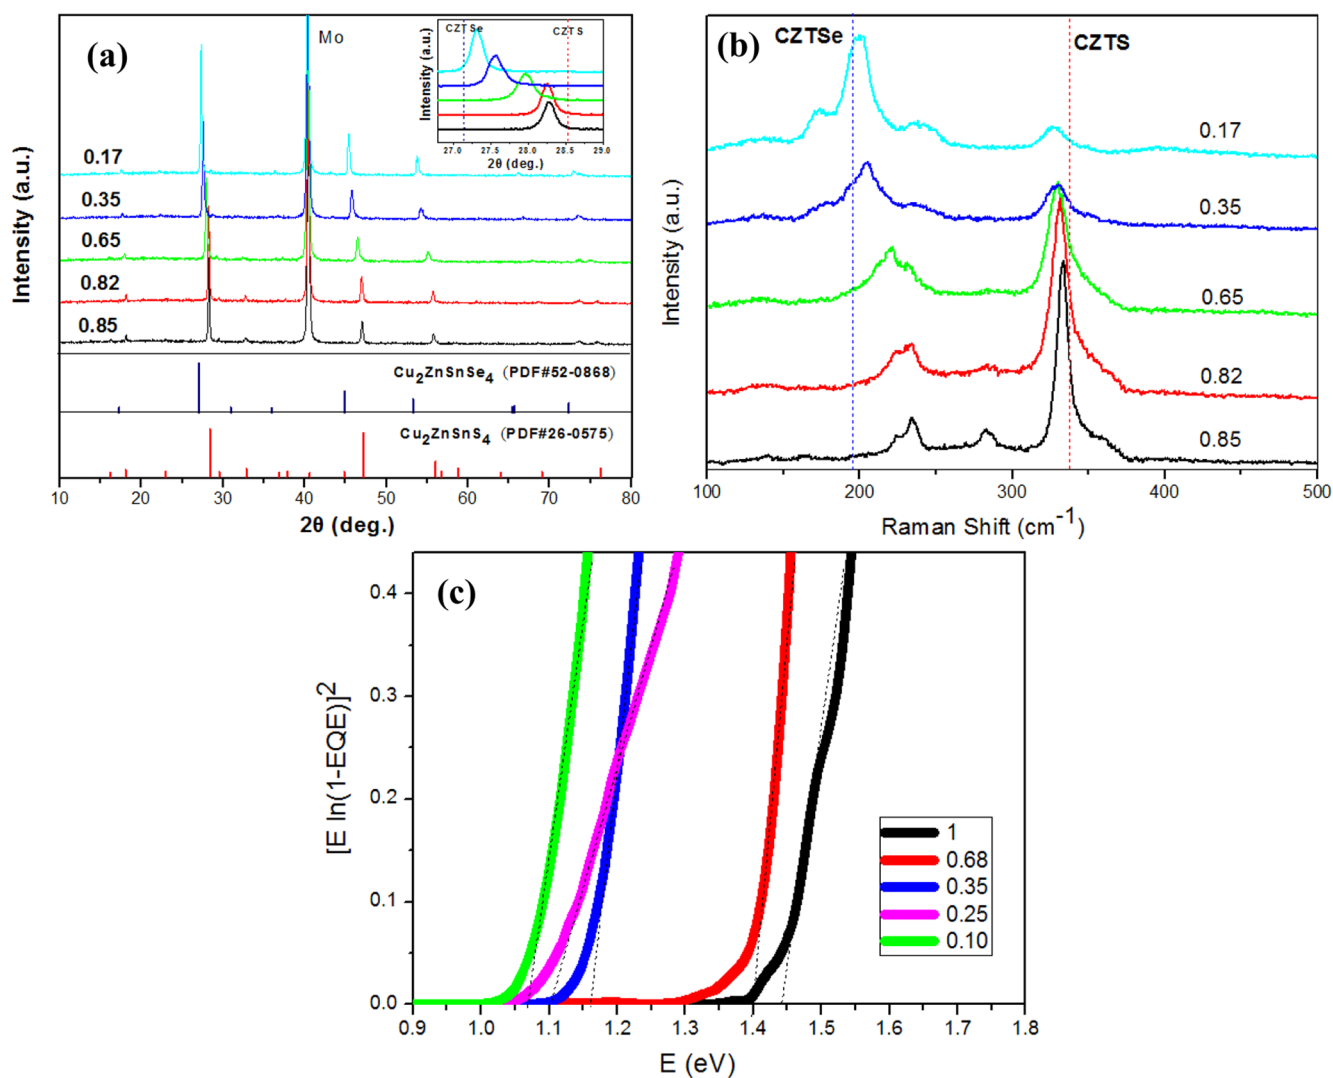 (a)
Mo
CZTSe
CZTS
Intensity (a.u.)
27.0 27.5 28.0 28.5 29.0
2θ (deg.)
Intensity (a.u.)
0.17
0.35
0.65
0.82
0.85
Cu2ZnSnSe4 (PDF#52-0868)
Cu2ZnSnS4 (PDF#26-0575)
10 20 30 40 50 60 70 80
2θ (deg.)
(b)
CZTSe
CZTS
Intensity (a.u.)
0.17
0.35
0.65
0.82
0.85
100 200 300 400 500
Raman Shift (cm-1)
(c)
[E ln(1-EQE)]2
0.4
0.3
0.2
0.1
0.0
1
0.68
0.35
0.25
0.10
0.9 1.0 1.1 1.2 1.3 1.4 1.5 1.6 1.7 1.8
E (eV)